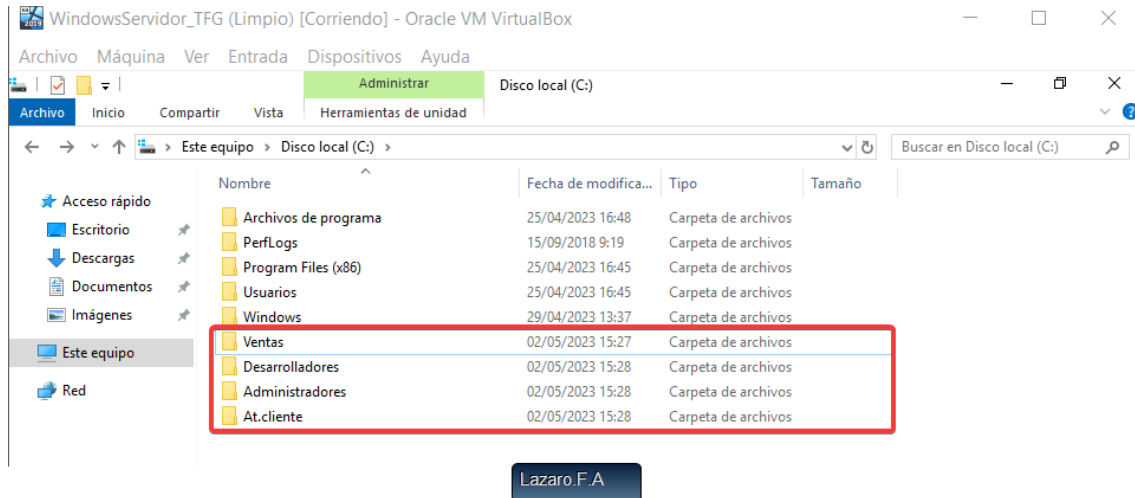 2019 WindowsServidor_TFG (Limpio) [Corriendo] - Oracle VM VirtualBox
Archivo Máquina Ver Entrada Dispositivos Ayuda
Administrar Disco local (C:)
Archivo Inicio Compartir Vista Herramientas de unidad
Este equipo > Disco local (C:) > Buscar en Disco local (C:)
Nombre Fecha de modifica... Tipo Tamaño
Acceso rápido
Escritorio
Descargas
Documentos
Imágenes
Este equipo
Red
Archivos de programa 25/04/2023 16:48 Carpeta de archivos
PerfLogs 15/09/2018 9:19 Carpeta de archivos
Program Files (x86) 25/04/2023 16:45 Carpeta de archivos
Usuarios 25/04/2023 16:45 Carpeta de archivos
Windows 29/04/2023 13:37 Carpeta de archivos
Ventas 02/05/2023 15:27 Carpeta de archivos
Desarrolladores 02/05/2023 15:28 Carpeta de archivos
Administradores 02/05/2023 15:28 Carpeta de archivos
At.cliente 02/05/2023 15:28 Carpeta de archivos
Lazaro.F.A